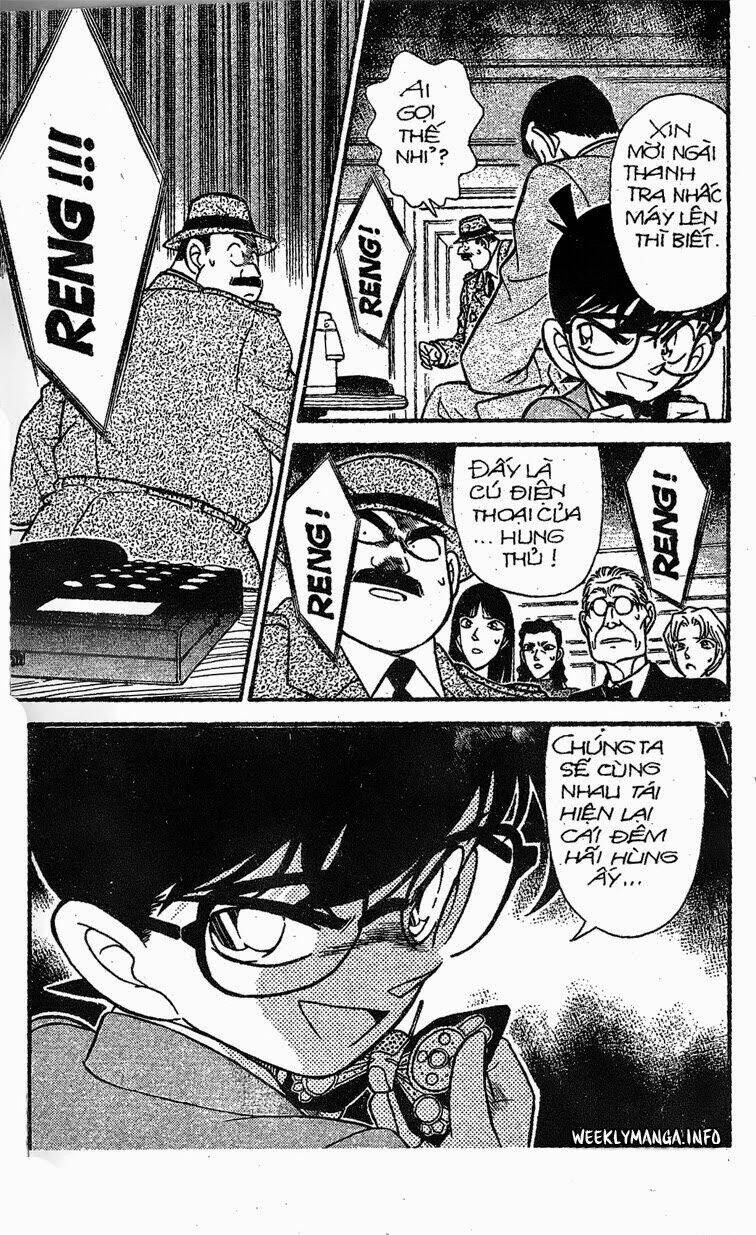 AI
GỌI
THẾ
NHỈ?
XIN
MỜI NGÀI
THANH
TRA NHẤC
MÁY LÊN
THÌ BIẾT.
RENG!
RENG!!!
RENG!
ĐẤY LÀ
CÚ ĐIỆN
THOẠI CỦA
... HUNG
THỦ!
RENG!
CHÚNG TA
SẼ CÙNG
NHAU TÁI
HIỆN LẠI
CÁI ĐÊM
HÃI HÙNG
ẤY...
WEEKLYMANGA.INFO